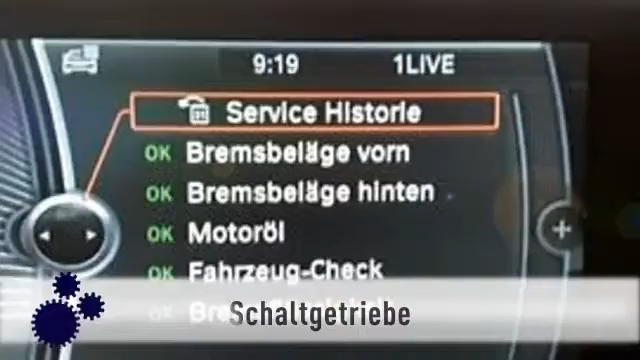 9:19 1LIVE
Service Historie
OK Bremsbeläge vorn
OK Bremsbeläge hinten
OK Motoröl
OK Fahrzeug-Check
Schaltgetriebe